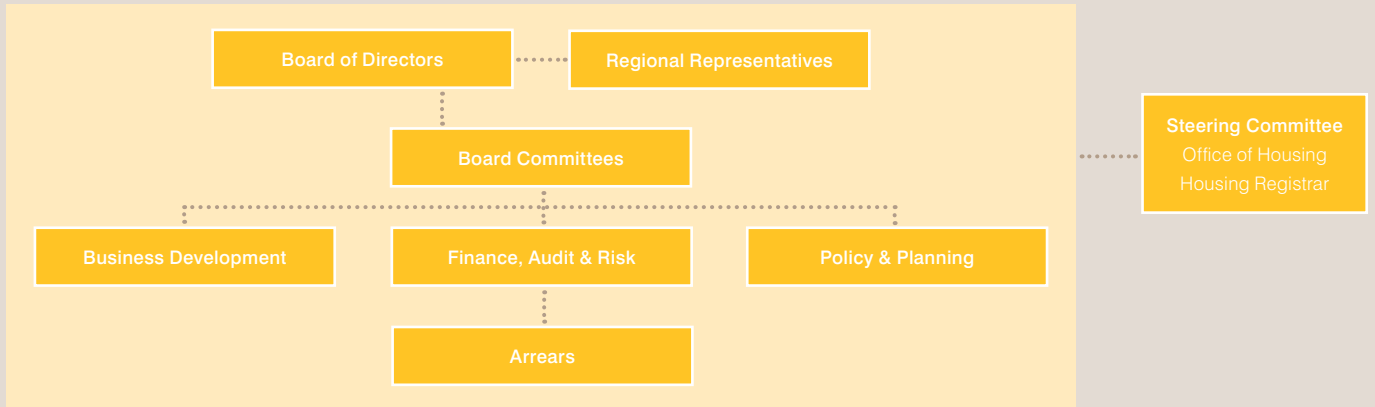 Board of Directors
Regional Representatives
Board Committees
Steering Committee
Office of Housing
Housing Registrar
Business Development
Finance, Audit & Risk
Policy & Planning
Arrears